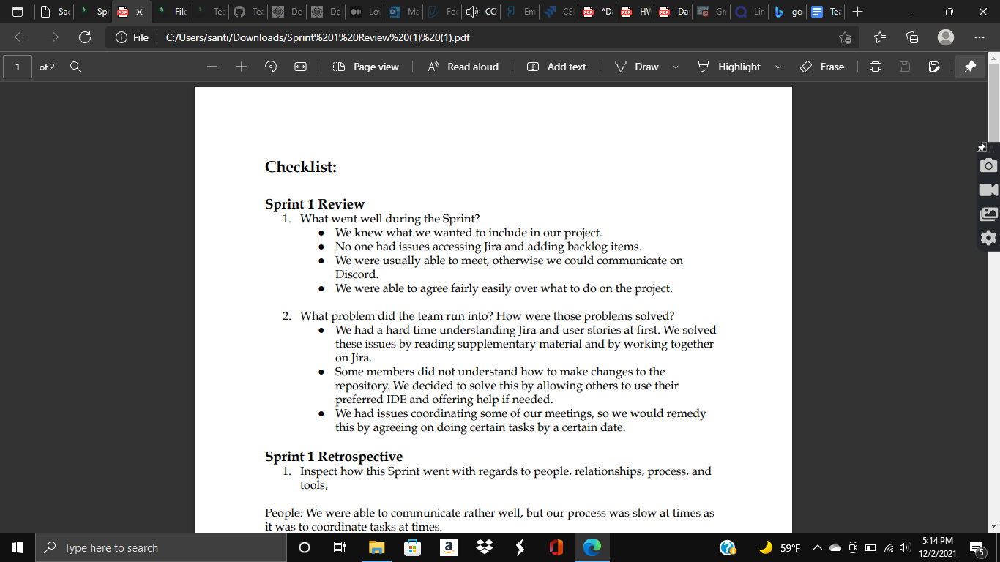 Sac
Spr
File
Tea
Tea
De
De
Lov
Ma
Fee
CO
Em
CS
*D
HV
Da
Gn
Lin
go
Tea
File
C:/Users/santi/Downloads/Sprint%201%20Review%20(1)%20(1).pdf
1 of 2
Page view
Read aloud
Add text
Draw
Highlight
Erase
Checklist:
Sprint 1 Review
1. What went well during the Sprint?
● We knew what we wanted to include in our project.
● No one had issues accessing Jira and adding backlog items.
● We were usually able to meet, otherwise we could communicate on
Discord.
● We were able to agree fairly easily over what to do on the project.
2. What problem did the team run into? How were those problems solved?
● We had a hard time understanding Jira and user stories at first. We solved
these issues by reading supplementary material and by working together
on Jira.
● Some members did not understand how to make changes to the
repository. We decided to solve this by allowing others to use their
preferred IDE and offering help if needed.
● We had issues coordinating some of our meetings, so we would remedy
this by agreeing on doing certain tasks by a certain date.
Sprint 1 Retrospective
1. Inspect how this Sprint went with regards to people, relationships, process, and
tools;
People: We were able to communicate rather well, but our process was slow at times as
it was to coordinate tasks at times.
Type here to search
59°F
5:14 PM
12/2/2021
5